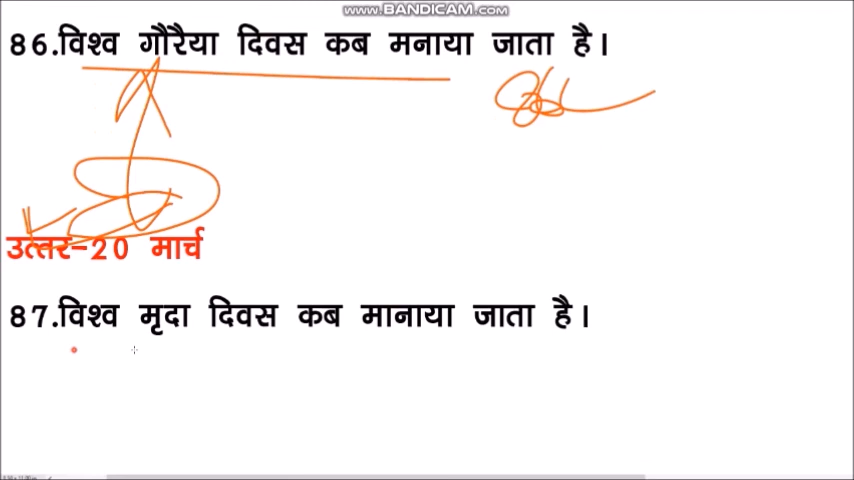 www.BANDICAM.com
86.विश्व गौरैया दिवस कब मनाया जाता है।
उत्तर-20 मार्च
87.विश्व मृदा दिवस कब मानाया जाता है।